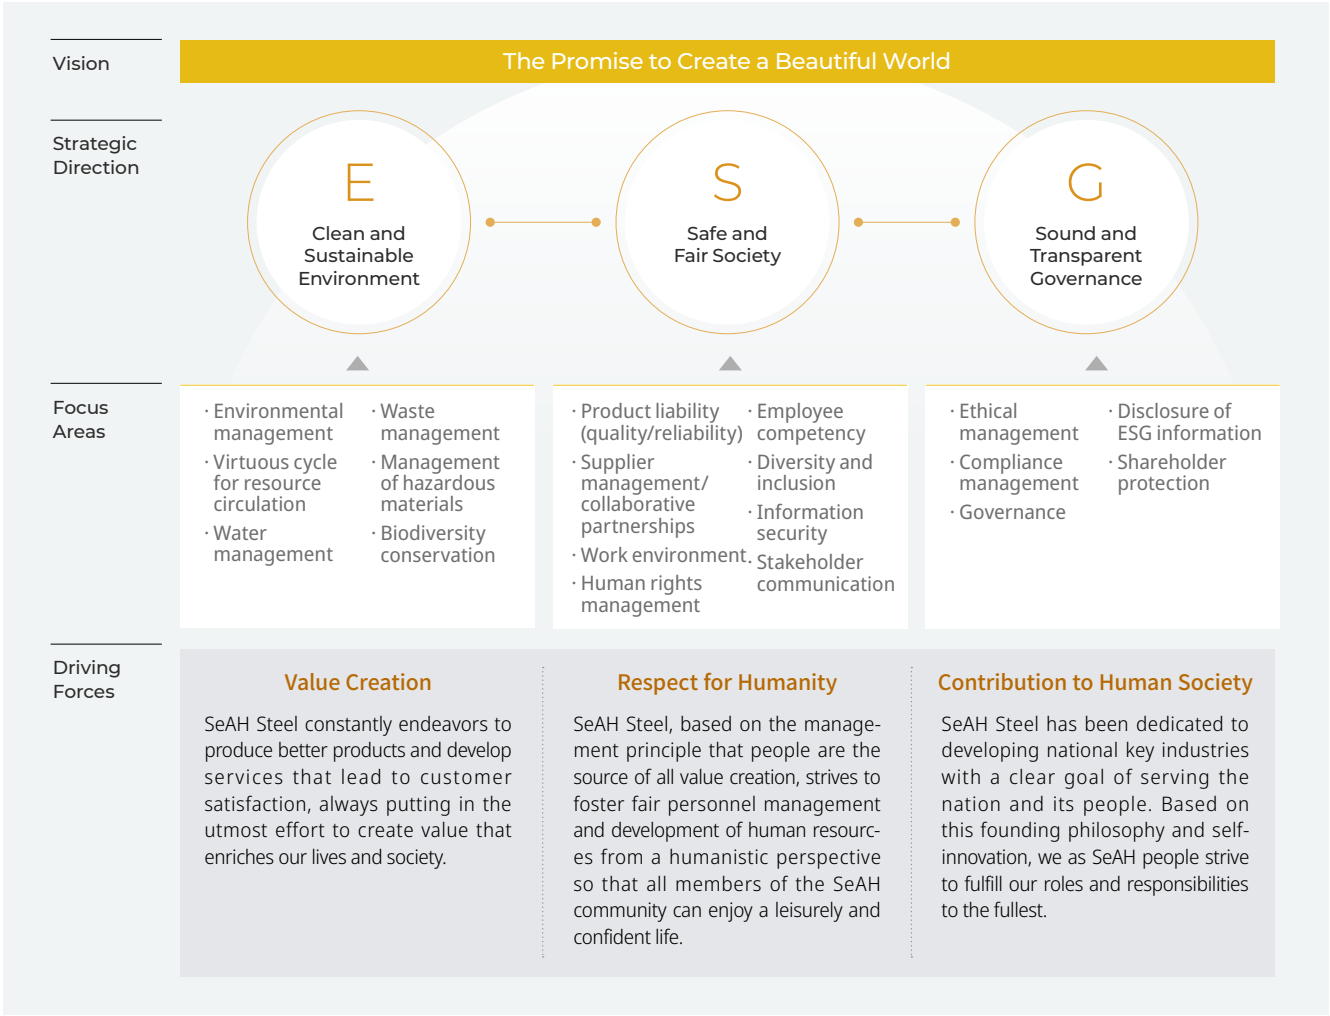 Vision
The Promise to Create a Beautiful World
Strategic
Direction
E
Clean and
Sustainable
Environment
S
Safe and
Fair Society
G
Sound and
Transparent
Governance
Focus
Areas
· Environmental
management
· Virtuous cycle
for resource
circulation
· Water
management
· Waste
management
· Management
of hazardous
materials
· Biodiversity
conservation
· Product liability
(quality/reliability)
· Supplier
management/
collaborative
partnerships
· Work environment
· Human rights
management
· Employee
competency
· Diversity and
inclusion
· Information
security
· Stakeholder
communication
· Ethical
management
· Compliance
management
· Governance
· Disclosure of
ESG information
· Shareholder
protection
Driving
Forces
Value Creation
SeAH Steel constantly endeavors to
produce better products and develop
services that lead to customer
satisfaction, always putting in the
utmost effort to create value that
enriches our lives and society.
Respect for Humanity
SeAH Steel, based on the manage-
ment principle that people are the
source of all value creation, strives to
foster fair personnel management
and development of human resourc-
es from a humanistic perspective
so that all members of the SeAH
community can enjoy a leisurely and
confident life.
Contribution to Human Society
SeAH Steel has been dedicated to
developing national key industries
with a clear goal of serving the
nation and its people. Based on
this founding philosophy and self-
innovation, we as SeAH people strive
to fulfill our roles and responsibilities
to the fullest.